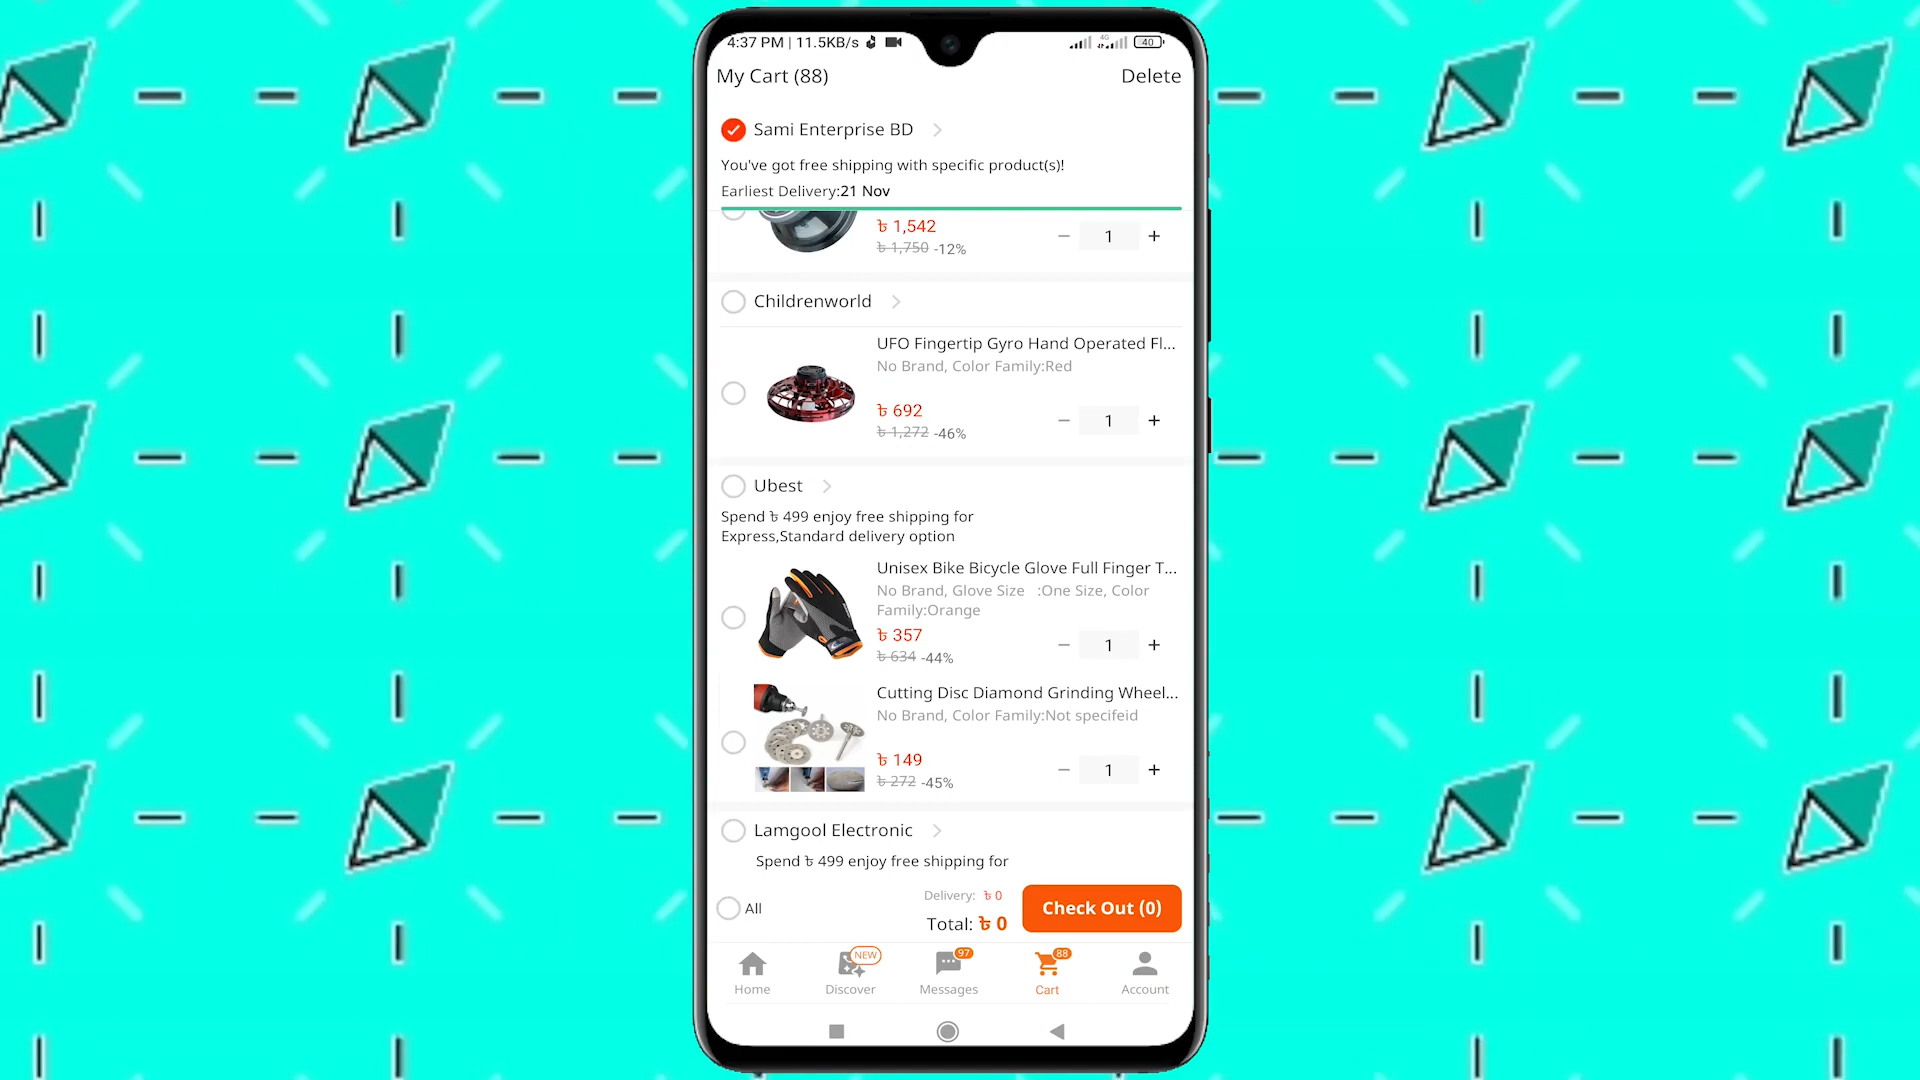 4:37 PM | 11.5KB/s
4G
40
My Cart (88)
Delete
Sami Enterprise BD
You've got free shipping with specific product(s)!
Earliest Delivery:21 Nov
৳ 1,542
৳ 1,750 -12%
1
Childrenworld
UFO Fingertip Gyro Hand Operated Fl...
No Brand, Color Family:Red
৳ 692
৳ 1,272 -46%
1
Ubest
Spend ৳ 499 enjoy free shipping for
Express,Standard delivery option
Unisex Bike Bicycle Glove Full Finger T...
No Brand, Glove Size :One Size, Color
Family:Orange
৳ 357
৳ 634 -44%
1
Cutting Disc Diamond Grinding Wheel...
No Brand, Color Family:Not specifeid
৳ 149
৳ 272 -45%
1
Lamgool Electronic
Spend ৳ 499 enjoy free shipping for
All
Delivery: ৳ 0
Total: ৳ 0
Check Out (0)
NEW
97
88
Home
Discover
Messages
Cart
Account